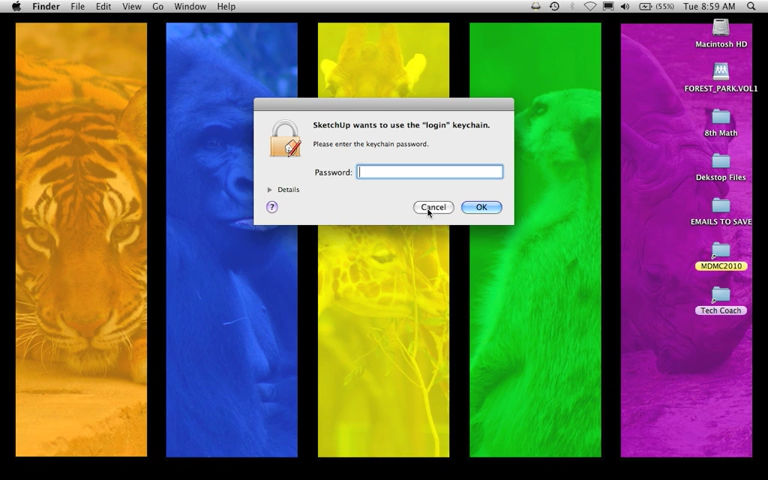 Finder File Edit View Go Window Help (55%) Tue 8:59 AM
Macintosh HD
FOREST_PARK.VOL1
8th Math
Dekstop Files
EMAILS TO SAVE
MDMC2010
Tech Coach
SketchUp wants to use the "login" keychain.
Please enter the keychain password.
Password:
Details
?
Cancel OK